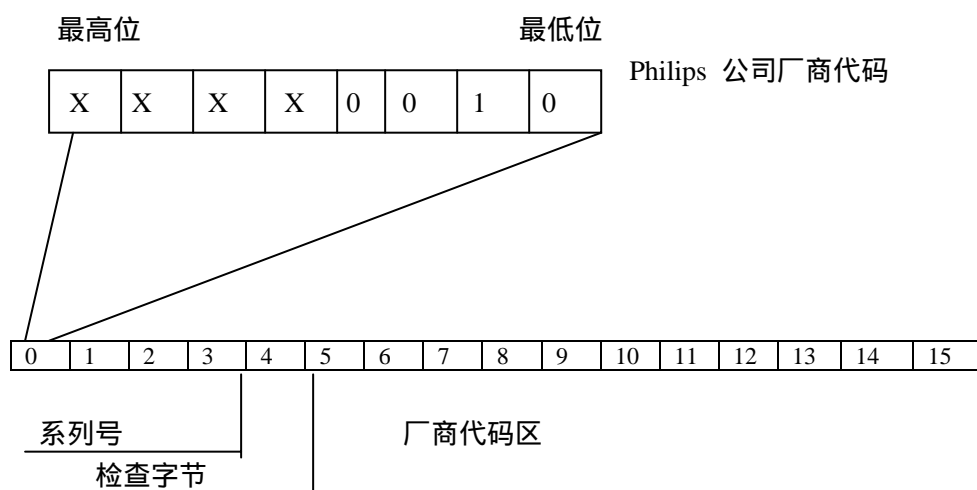 最高位 最低位
Philips 公司厂商代码
X X X X 0 0 1 0
0 1 2 3 4 5 6 7 8 9 10 11 12 13 14 15
系列号 厂商代码区
检查字节